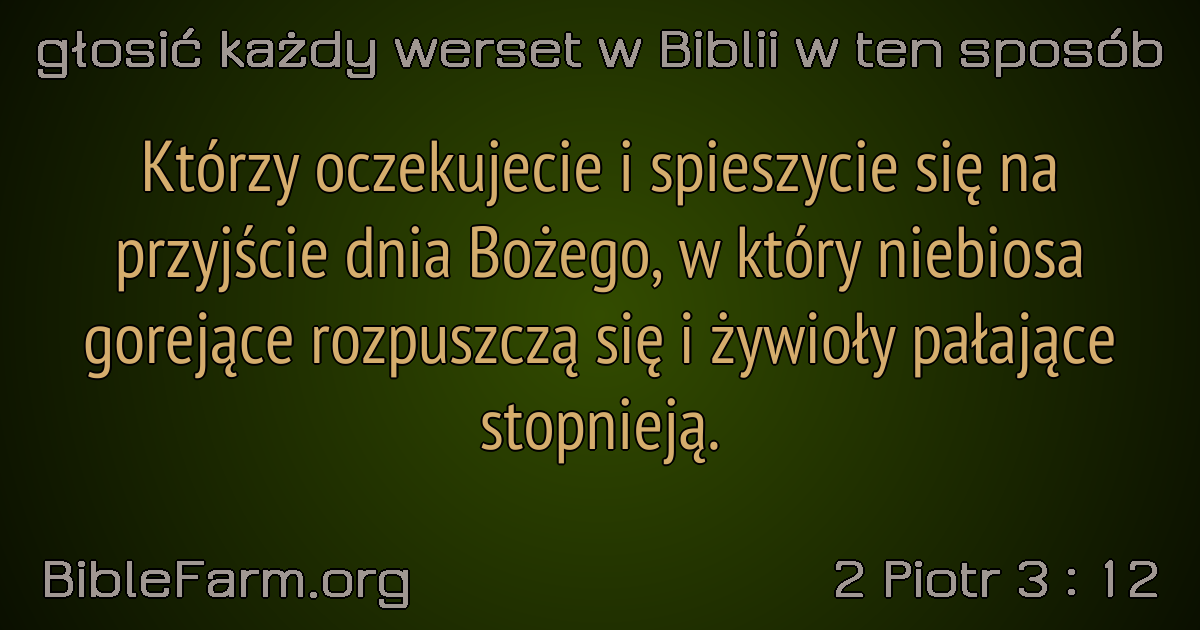 głosić każdy werset w Biblii w ten sposób
Którzy oczekujecie i spieszycie się na
przyjście dnia Bożego, w który niebiosa
gorejące rozpuszczą się i żywioły pałające
stopnieją.
BibleFarm.org
2 Piotr 3 : 12